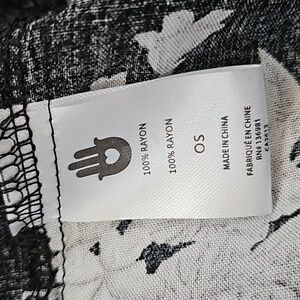 100% RAYON
100% RAYON
OS
MADE IN CHINA
FABRIQUÉ EN CHINE
RN# 136981